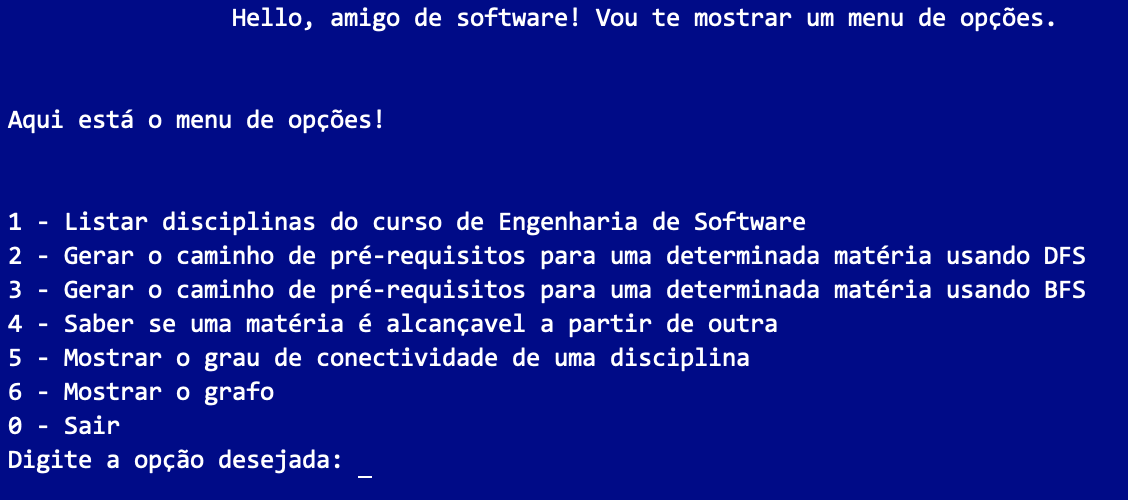 Hello, amigo de software! Vou te mostrar um menu de opções.
Aqui está o menu de opções!
1 - Listar disciplinas do curso de Engenharia de Software
2 - Gerar o caminho de pré-requisitos para uma determinada matéria usando DFS
3 - Gerar o caminho de pré-requisitos para uma determinada matéria usando BFS
4 - Saber se uma matéria é alcançavel a partir de outra
5 - Mostrar o grau de conectividade de uma disciplina
6 - Mostrar o grafo
0 - Sair
Digite a opção desejada: _